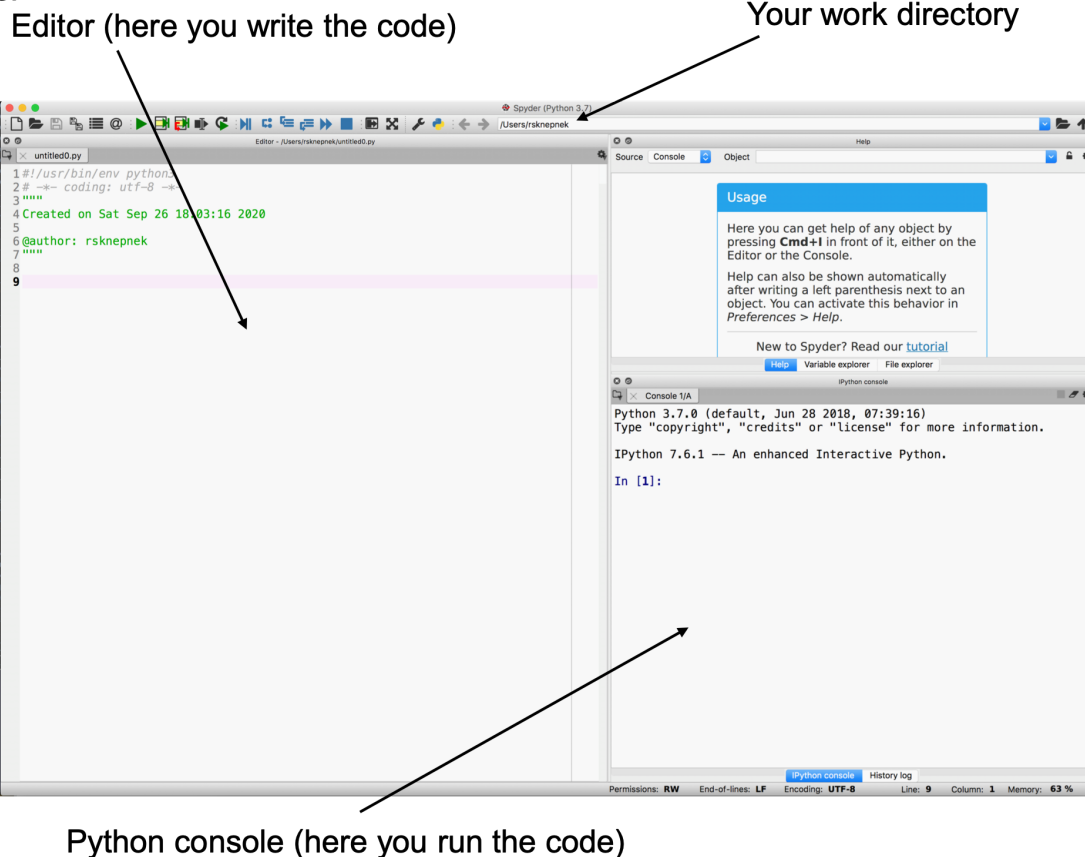 Editor (here you write the code)
Your work directory
Spyder (Python 3.7)
/Users/rsknepnek
Editor - /Users/rsknepnek/untitled0.py
untitled0.py
1 #!/usr/bin/env python3
2 # -*- coding: utf-8 -*-
3 """
4 Created on Sat Sep 26 18:03:16 2020
5
6 @author: rsknepnek
7 """
8
9
Help
Source Console Object
Usage
Here you can get help of any object by
pressing Cmd+I in front of it, either on the
Editor or the Console.
Help can also be shown automatically
after writing a left parenthesis next to an
object. You can activate this behavior in
Preferences > Help.
New to Spyder? Read our tutorial
Help Variable explorer File explorer
IPython console
Console 1/A
Python 3.7.0 (default, Jun 28 2018, 07:39:16)
Type "copyright", "credits" or "license" for more information.
IPython 7.6.1 -- An enhanced Interactive Python.
In [1]:
IPython console History log
Permissions: RW End-of-lines: LF Encoding: UTF-8 Line: 9 Column: 1 Memory: 63 %
Python console (here you run the code)